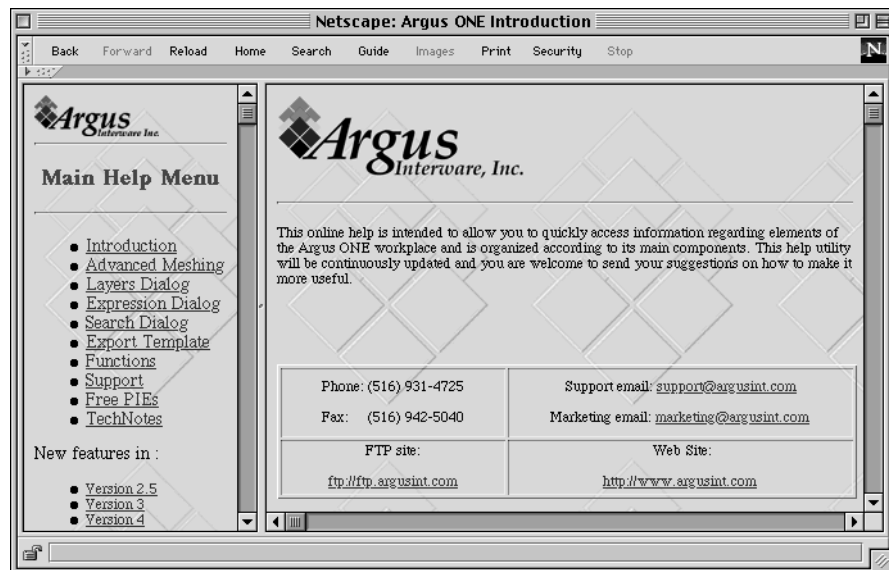 Netscape: Argus ONE Introduction
Back Forward Reload Home Search Guide Images Print Security Stop
N
Argus
Interware Inc.
Main Help Menu
Introduction
Advanced Meshing
Layers Dialog
Expression Dialog
Search Dialog
Export Template
Functions
Support
Free PIEs
TechNotes
New features in :
Version 2.5
Version 3
Version 4
Argus
Interware, Inc.
This online help is intended to allow you to quickly access information regarding elements of
the Argus ONE workplace and is organized according to its main components. This help utility
will be continuously updated and you are welcome to send your suggestions on how to make it
more useful.
Phone: (516) 931-4725
Fax: (516) 942-5040
Support email: support@argusint.com
Marketing email: marketing@argusint.com
FTP site:
ftp://ftp.argusint.com
Web Site:
http://www.argusint.com